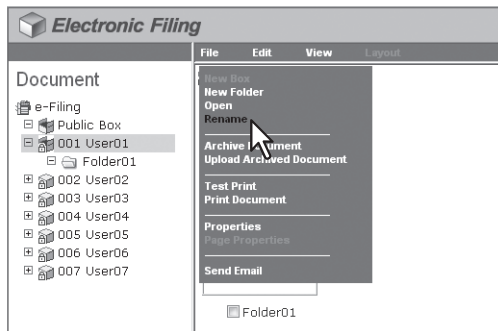 Electronic Filing
File Edit View Layout
Document
e-Filing
Public Box
001 User01
Folder01
002 User02
003 User03
004 User04
005 User05
006 User06
007 User07
New Box
New Folder
Open
Rename
Archive Document
Upload Archived Document
Test Print
Print Document
Properties
Page Properties
Send Email
Folder01